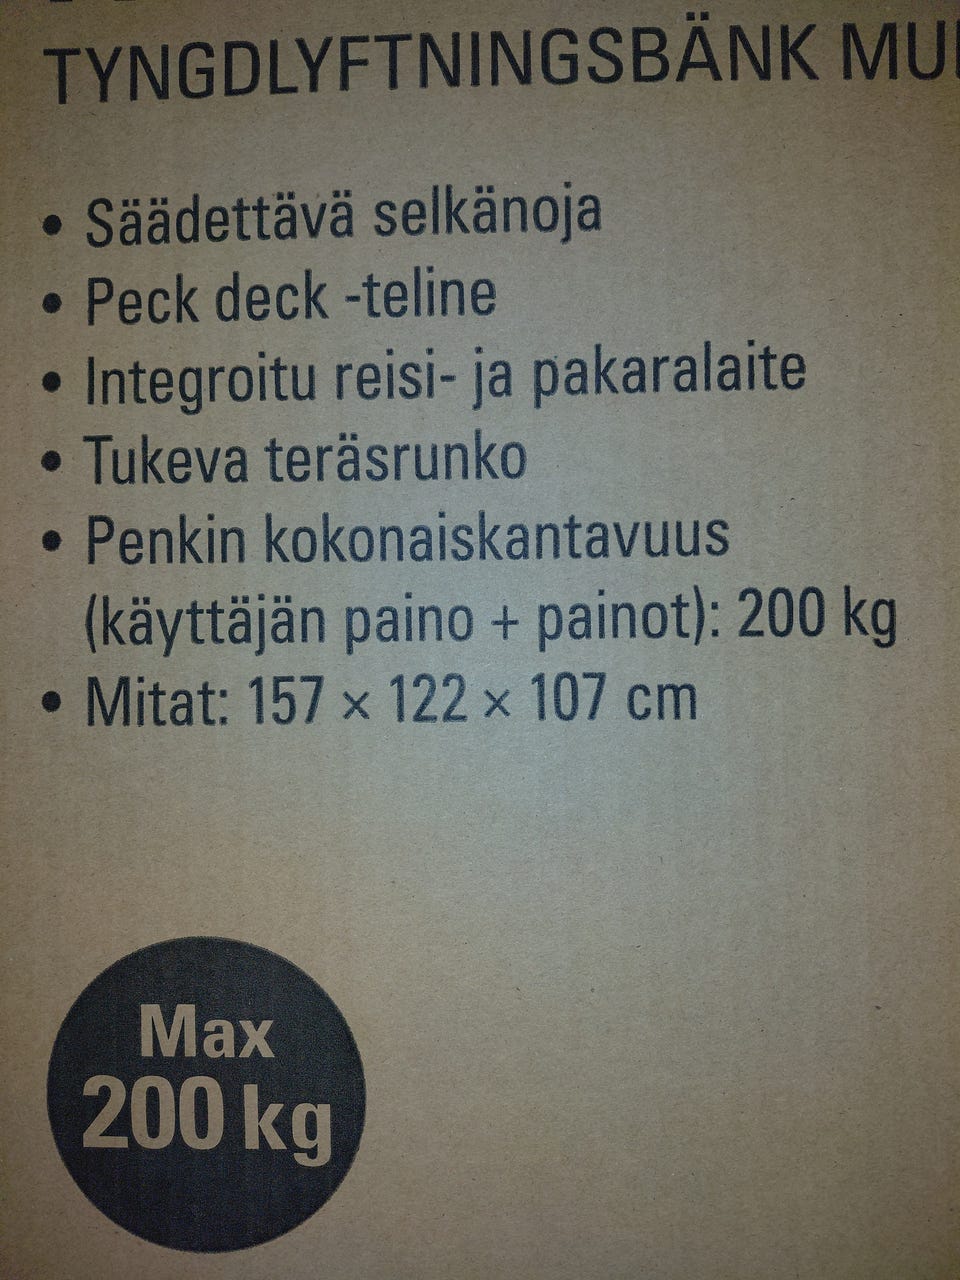 TYNGDLYFTNINGSBÄNK
• Säädettävä selkänoja
• Peck deck -teline
• Integroitu reisi- ja pakaralaite
• Tukeva teräsrunko
• Penkin kokonaiskantavuus
(käyttäjän paino + painot): 200 kg
• Mitat: 157 × 122 × 107 cm
Max
200 kg